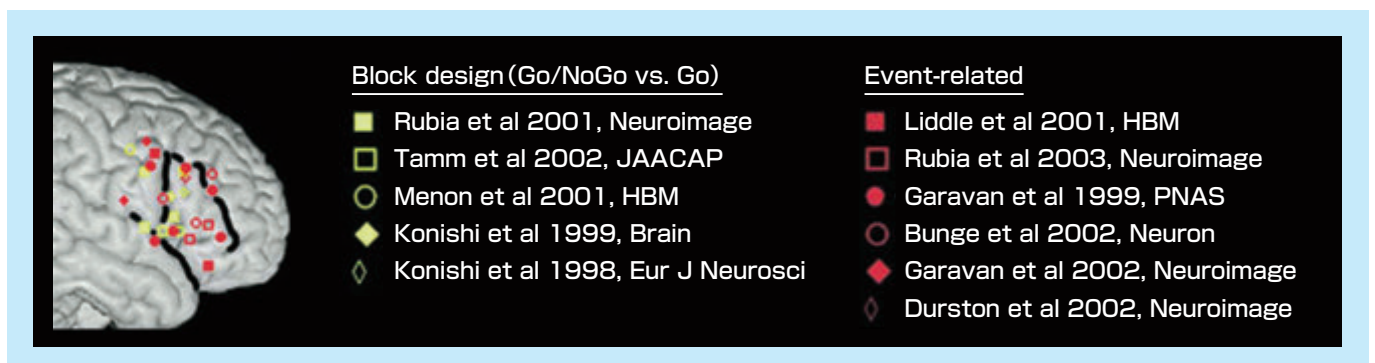 Block design (Go/NoGo vs. Go)
Rubia et al 2001, Neuroimage
Tamm et al 2002, JAACAP
Menon et al 2001, HBM
Konishi et al 1999, Brain
Konishi et al 1998, Eur J Neurosci
Event-related
Liddle et al 2001, HBM
Rubia et al 2003, Neuroimage
Garavan et al 1999, PNAS
Bunge et al 2002, Neuron
Garavan et al 2002, Neuroimage
Durston et al 2002, Neuroimage